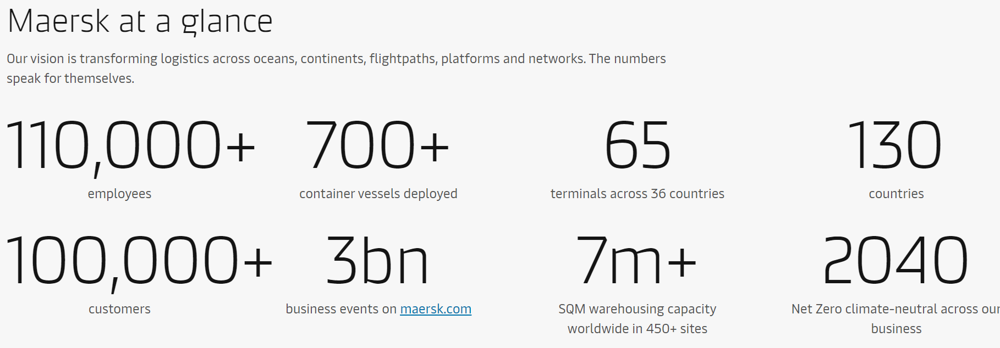 Maersk at a glance
Our vision is transforming logistics across oceans, continents, flightpaths, platforms and networks. The numbers
speak for themselves.
110,000+
employees
700+
container vessels deployed
65
terminals across 36 countries
130
countries
100,000+
customers
3bn
business events on maersk.com
7m+
SQM warehousing capacity
worldwide in 450+ sites
2040
Net Zero climate-neutral across our
business